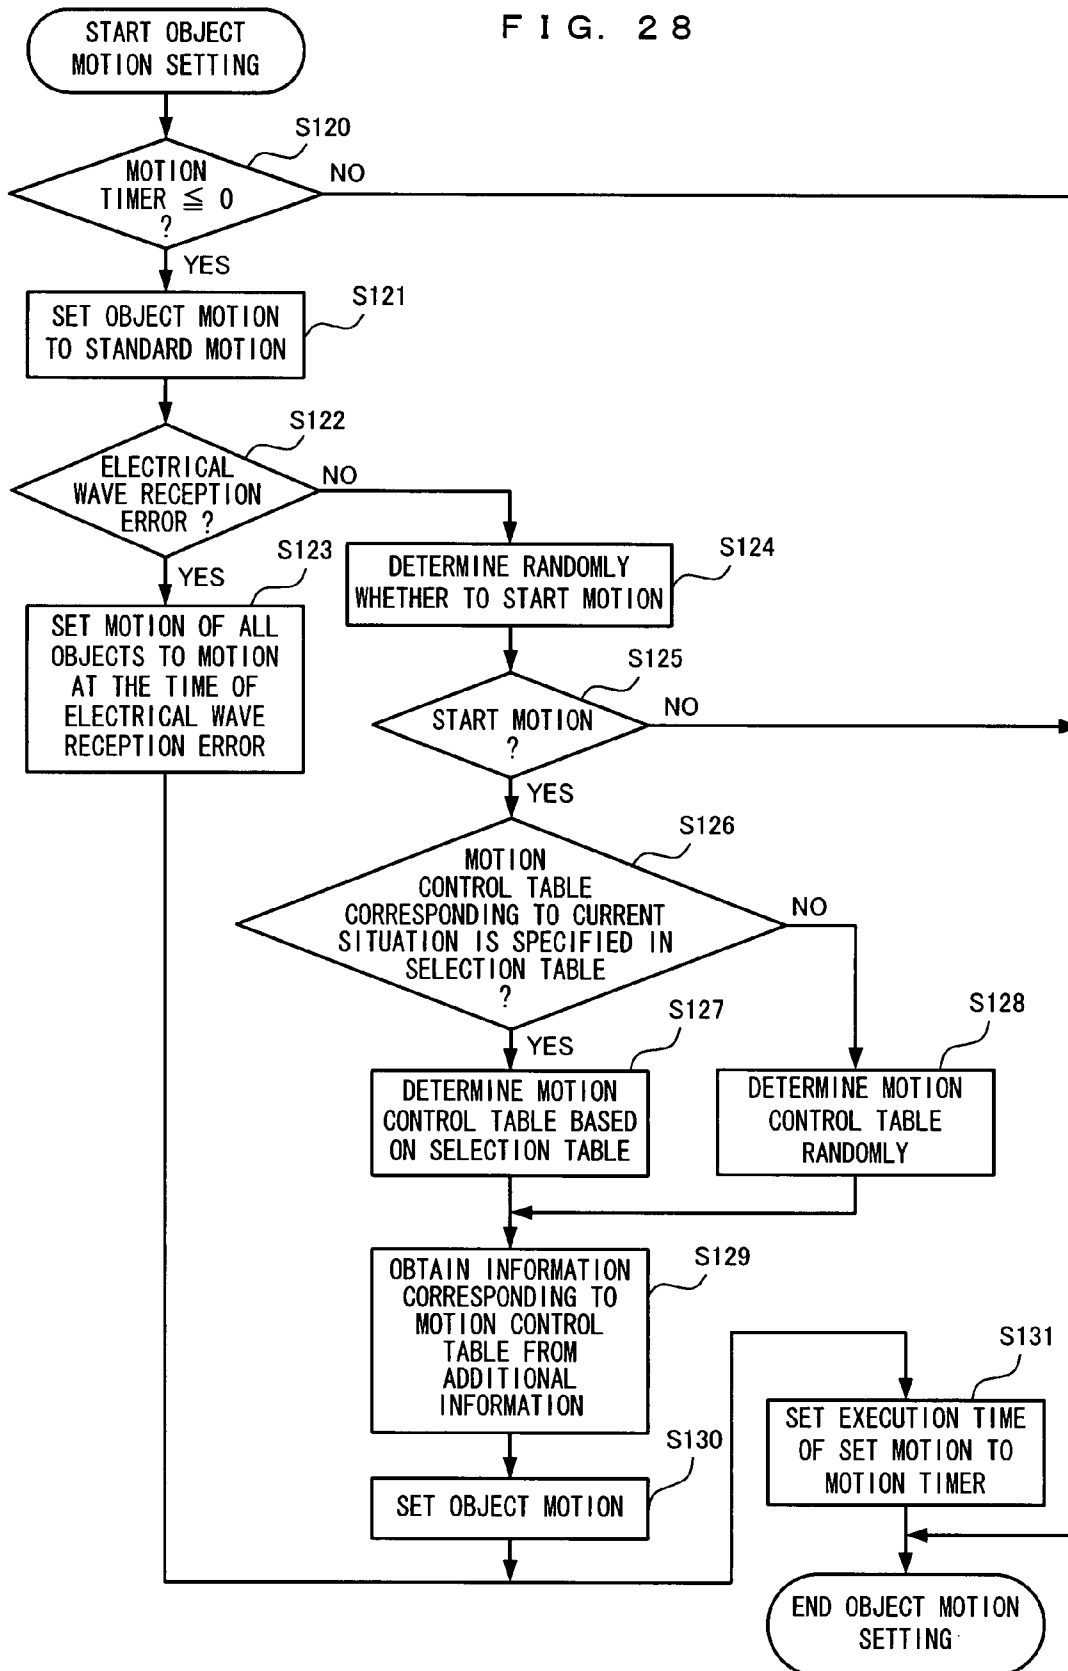 FIG. 28
START OBJECT
MOTION SETTING
S120
MOTION
TIMER ≦ 0
?
NO
YES
S121
SET OBJECT MOTION
TO STANDARD MOTION
S122
ELECTRICAL
WAVE RECEPTION
ERROR ?
NO
YES
S123
SET MOTION OF ALL
OBJECTS TO MOTION
AT THE TIME OF
ELECTRICAL WAVE
RECEPTION ERROR
S124
DETERMINE RANDOMLY
WHETHER TO START MOTION
S125
START MOTION
?
NO
YES
S126
MOTION
CONTROL TABLE
CORRESPONDING TO CURRENT
SITUATION IS SPECIFIED IN
SELECTION TABLE
?
NO
YES
S127
DETERMINE MOTION
CONTROL TABLE BASED
ON SELECTION TABLE
S128
DETERMINE MOTION
CONTROL TABLE
RANDOMLY
S129
OBTAIN INFORMATION
CORRESPONDING TO
MOTION CONTROL
TABLE FROM
ADDITIONAL
INFORMATION
S130
SET OBJECT MOTION
S131
SET EXECUTION TIME
OF SET MOTION TO
MOTION TIMER
END OBJECT MOTION
SETTING